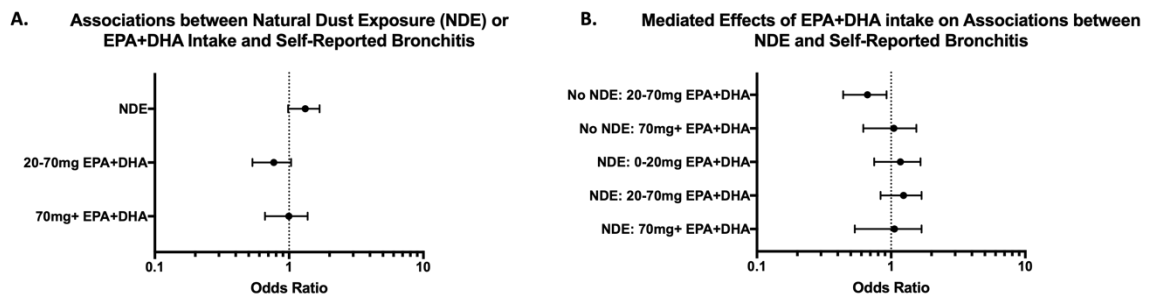 A.
Associations between Natural Dust Exposure (NDE) or
EPA+DHA Intake and Self-Reported Bronchitis
NDE
20-70mg EPA+DHA
70mg+ EPA+DHA
0.1
1
10
Odds Ratio
B.
Mediated Effects of EPA+DHA intake on Associations between
NDE and Self-Reported Bronchitis
No NDE: 20-70mg EPA+DHA
No NDE: 70mg+ EPA+DHA
NDE: 0-20mg EPA+DHA
NDE: 20-70mg EPA+DHA
NDE: 70mg+ EPA+DHA
0.1
1
10
Odds Ratio